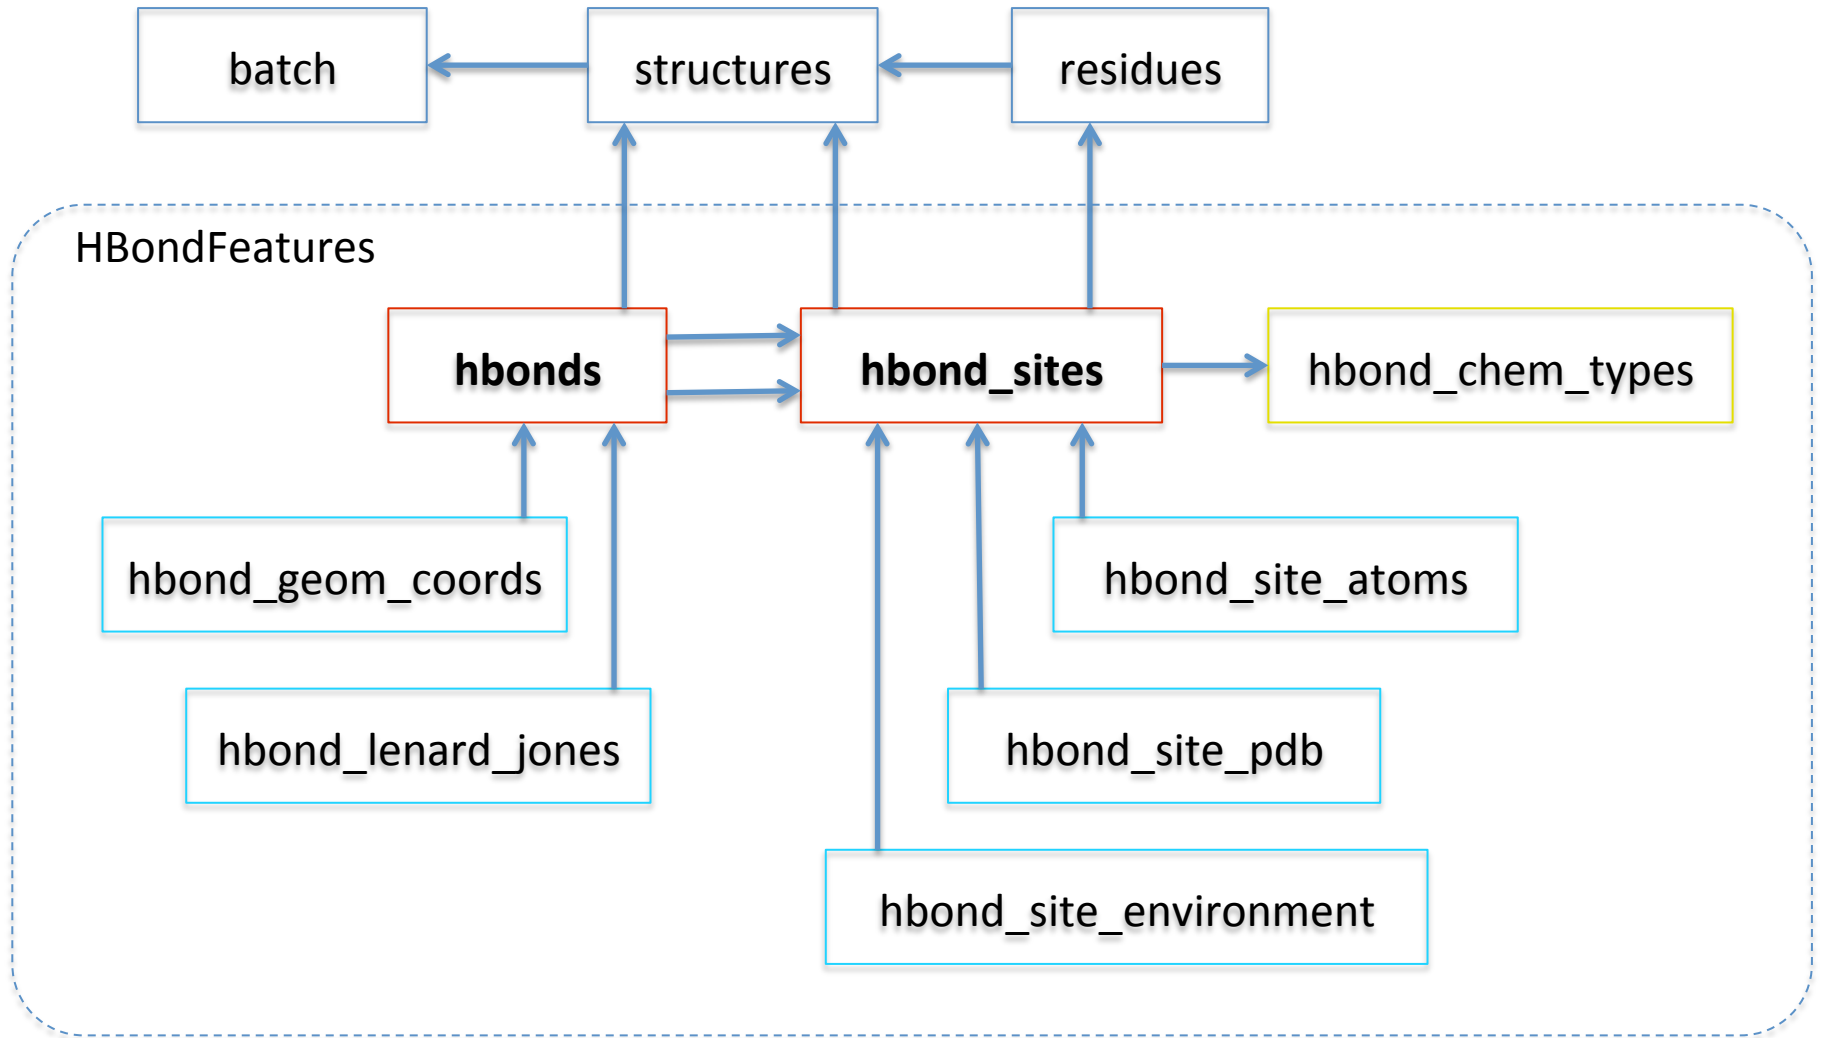 batch
structures
residues
HBondFeatures
hbonds
hbond_sites
hbond_chem_types
hbond_geom_coords
hbond_site_atoms
hbond_lenard_jones
hbond_site_pdb
hbond_site_environment